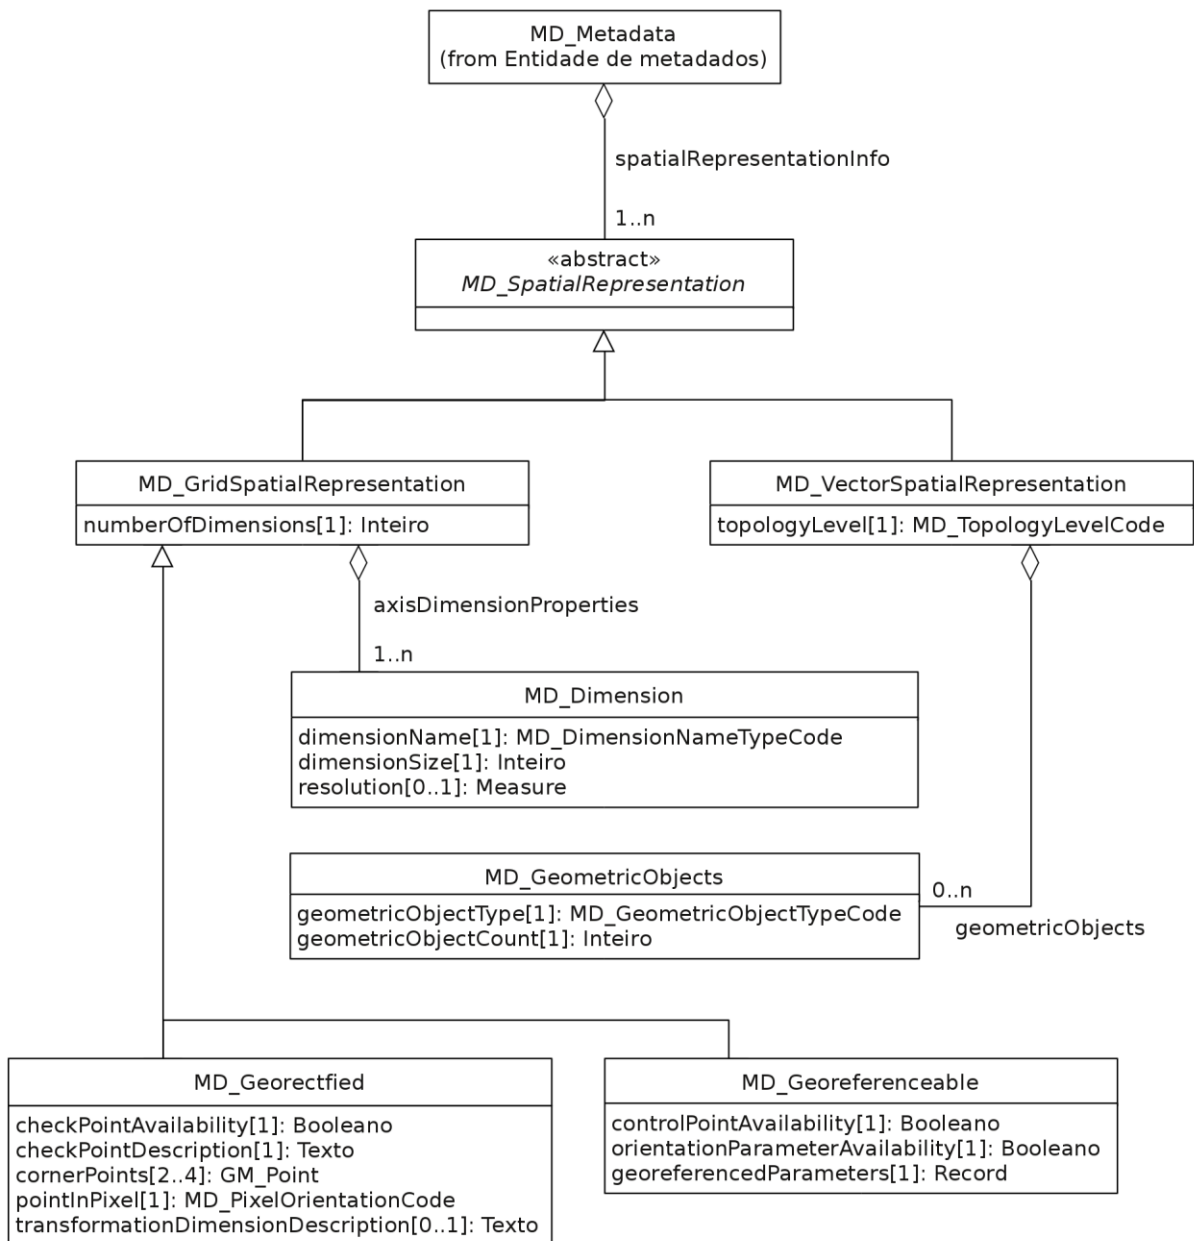 MD_Metadata
(from Entidade de metadados)
spatialRepresentationInfo
1..n
«abstract»
MD_SpatialRepresentation
MD_GridSpatialRepresentation
numberOfDimensions[1]: Inteiro
MD_VectorSpatialRepresentation
topologyLevel[1]: MD_TopologyLevelCode
axisDimensionProperties
1..n
MD_Dimension
dimensionName[1]: MD_DimensionNameTypeCode
dimensionSize[1]: Inteiro
resolution[0..1]: Measure
MD_GeometricObjects
geometricObjectType[1]: MD_GeometricObjectTypeCode
geometricObjectCount[1]: Inteiro
0..n
geometricObjects
MD_Georectfied
checkPointAvailability[1]: Booleano
checkPointDescription[1]: Texto
cornerPoints[2..4]: GM_Point
pointInPixel[1]: MD_PixelOrientationCode
transformationDimensionDescription[0..1]: Texto
MD_Georeferenceable
controlPointAvailability[1]: Booleano
orientationParameterAvailability[1]: Booleano
georeferencedParameters[1]: Record